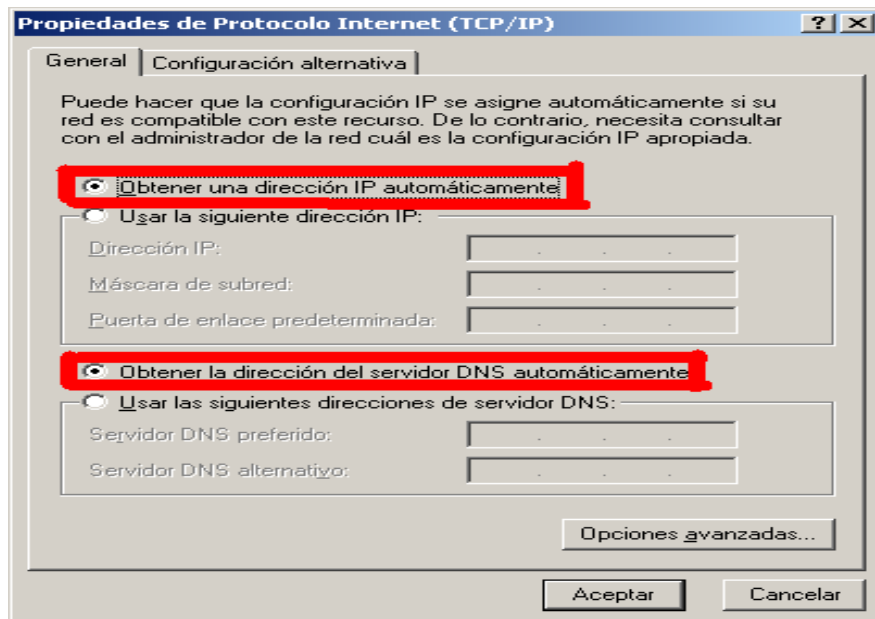 Propiedades de Protocolo Internet (TCP/IP)
General
Configuración alternativa
Puede hacer que la configuración IP se asigne automáticamente si su
red es compatible con este recurso. De lo contrario, necesita consultar
con el administrador de la red cuál es la configuración IP apropiada.
Obtener una dirección IP automáticamente
Usar la siguiente dirección IP:
Dirección IP:
Máscara de subred:
Puerta de enlace predeterminada:
Obtener la dirección del servidor DNS automáticamente
Usar las siguientes direcciones de servidor DNS:
Servidor DNS preferido:
Servidor DNS alternativo:
Opciones avanzadas...
Aceptar
Cancelar